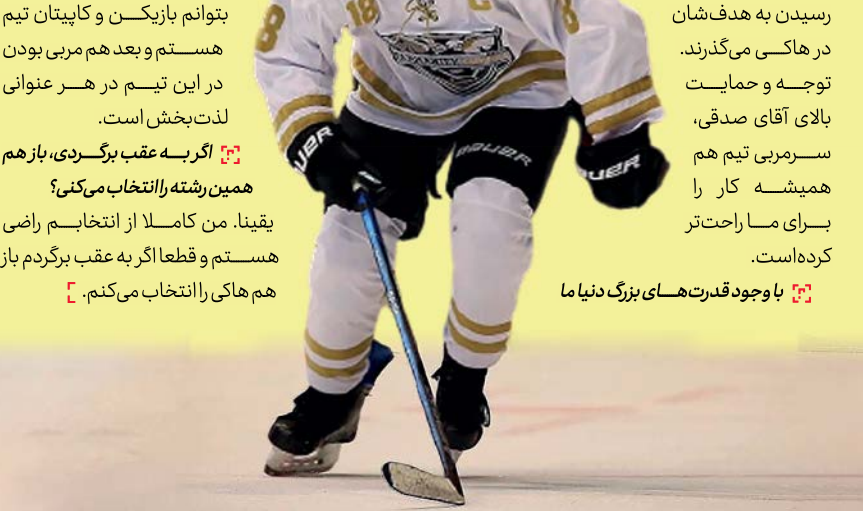 رسیدن به هدف‌شان
در هاکی می‌گذرند.
توجه و حمایت
بالای آقای صدقی،
سرمربی تیم هم
همیشه کار را
برای ما راحت‌تر
کرده‌است.
با وجود قدرت‌های بزرگ دنیا ما
بتوانم بازیکن و کاپیتان تیم
هستم و بعد هم مربی بودن
در این تیم در هر عنوانی
لذت‌بخش است.
اگر به عقب برگردی، باز هم
همین رشته را انتخاب می‌کنی؟
یقینا. من کاملا از انتخابم راضی
هستم و قطعا اگر به عقب برگردم باز
هم هاکی را انتخاب می‌کنم.
8
18
8
C
BAUER
BAUER
BAUER